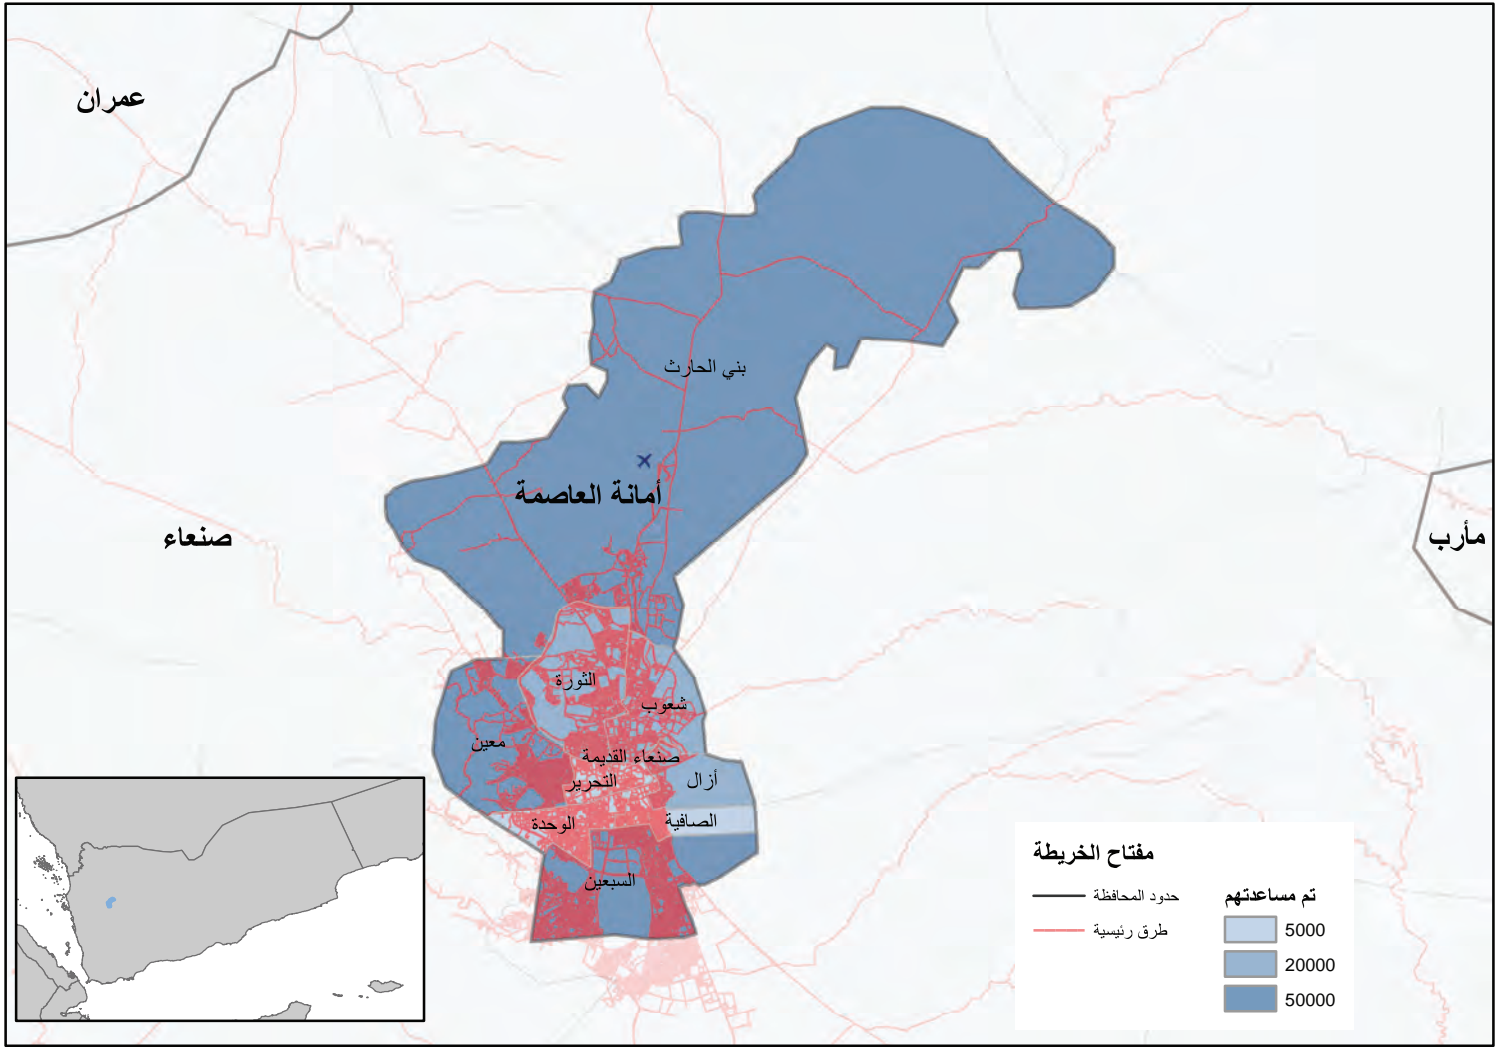 عمران
بني الحارث
أمانة العاصمة
صنعاء
مأرب
الثورة
شعوب
معين
صنعاء القديمة
التحرير
أزال
الوحدة
الصافية
السبعين
مفتاح الخريطة
حدود المحافظة
طرق رئيسية
تم مساعدتهم
5000
20000
50000